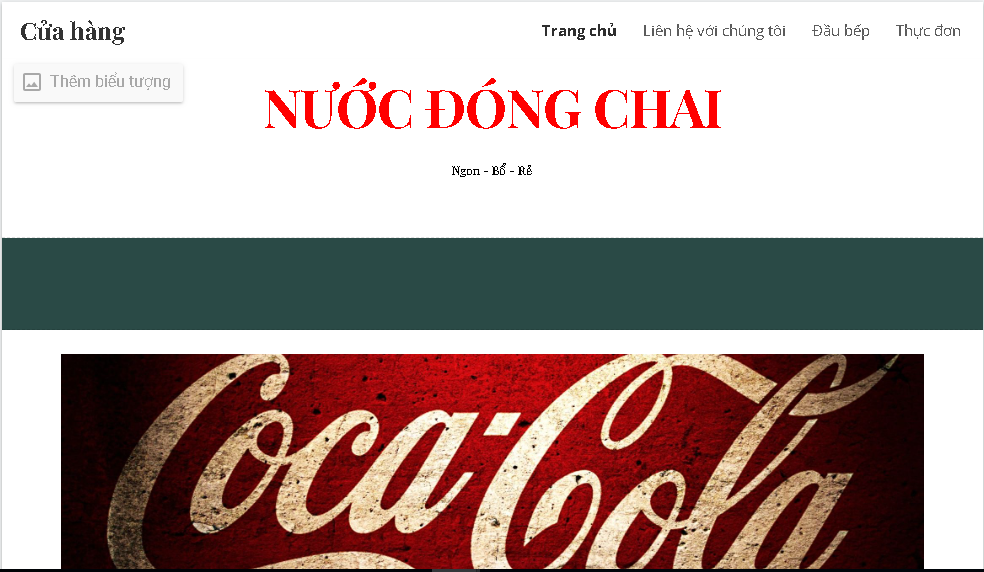 Cửa hàng
Trang chủ Liên hệ với chúng tôi Đầu bếp Thực đơn
Thêm biểu tượng
NƯỚC ĐÓNG CHAI
Ngon - Bổ - Rẻ
Coca-Cola